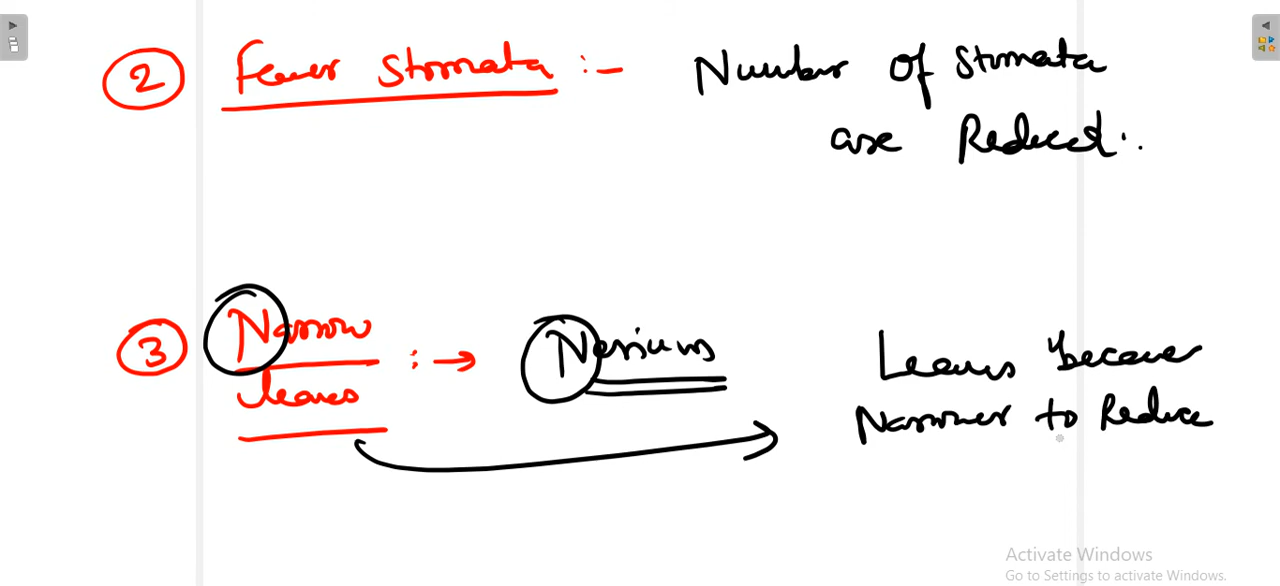 ② Fewer Stomata :- Number of Stomata
are Reduced.
③ Narrow
leaves :→ Nerium
Leaves become
Narrower to Reduce
Activate Windows
Go to Settings to activate Windows.